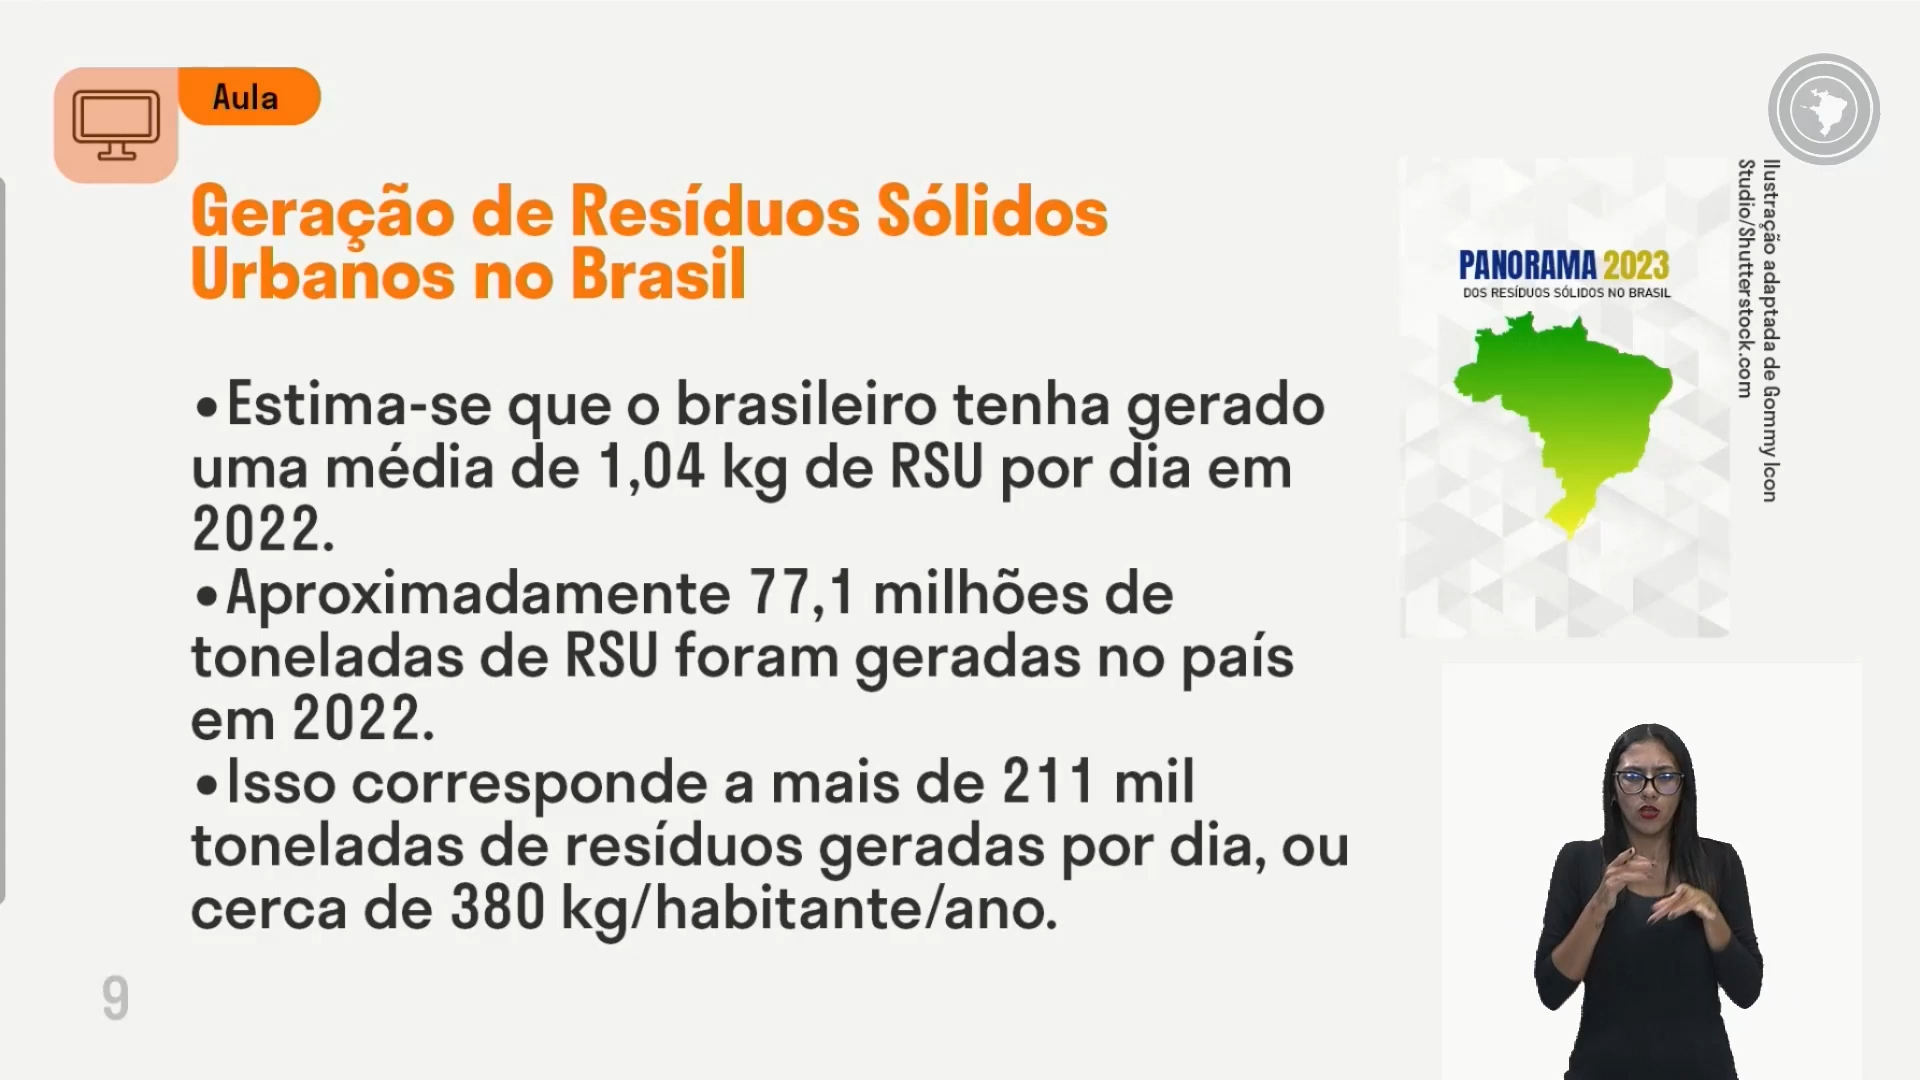 Aula
Geração de Resíduos Sólidos
Urbanos no Brasil
•Estima-se que o brasileiro tenha gerado
uma média de 1,04 kg de RSU por dia em
2022.
•Aproximadamente 77,1 milhões de
toneladas de RSU foram geradas no país
em 2022.
•Isso corresponde a mais de 211 mil
toneladas de resíduos geradas por dia, ou
cerca de 380 kg/habitante/ano.
PANORAMA 2023
DOS RESÍDUOS SÓLIDOS NO BRASIL
Ilustração adaptada de Gommy Icon
Studio/Shutterstock.com
9